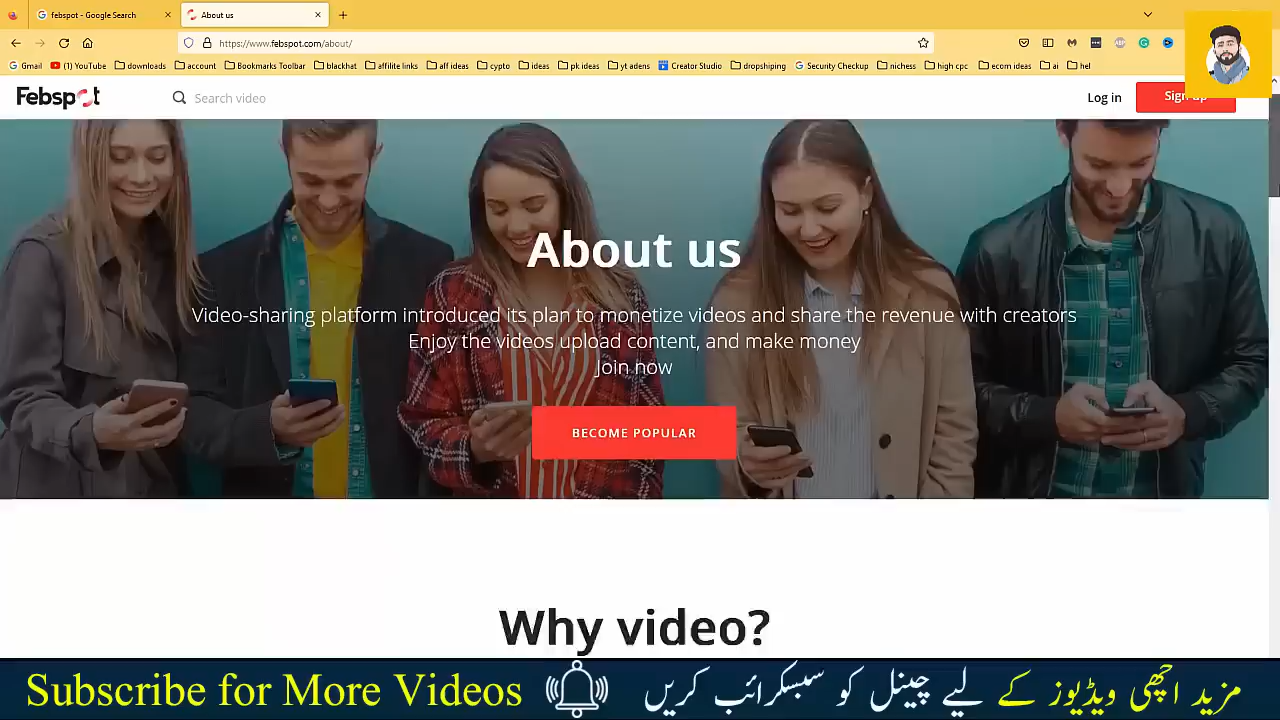 febspot - Google Search
About us
https://www.febspot.com/about/
Gmail (1) YouTube downloads account Bookmarks Toolbar blackhat affilite links aff ideas cypto ideas pk ideas yt adens Creator Studio dropshiping Security Checkup nichess high cpc ecom ideas ai hel
Febspot Search video Log in Sign up
About us
Video-sharing platform introduced its plan to monetize videos and share the revenue with creators
Enjoy the videos upload content, and make money
Join now
BECOME POPULAR
Why video?
Subscribe for More Videos مزید اچھی ویڈیوز کے لیے چینل کو سبسکرائب کریں